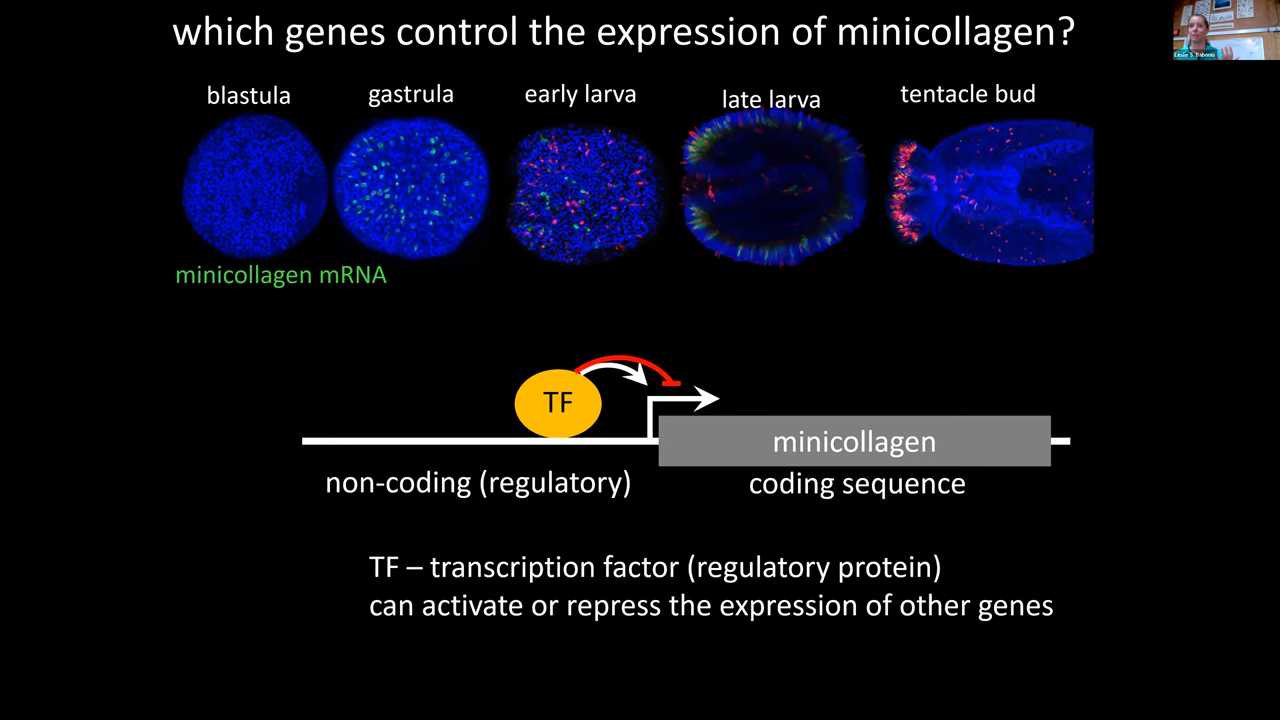 which genes control the expression of minicollagen?
Leslie S. Babonis
blastula
gastrula
early larva
late larva
tentacle bud
minicollagen mRNA
TF
minicollagen
non-coding (regulatory)
coding sequence
TF – transcription factor (regulatory protein)
can activate or repress the expression of other genes